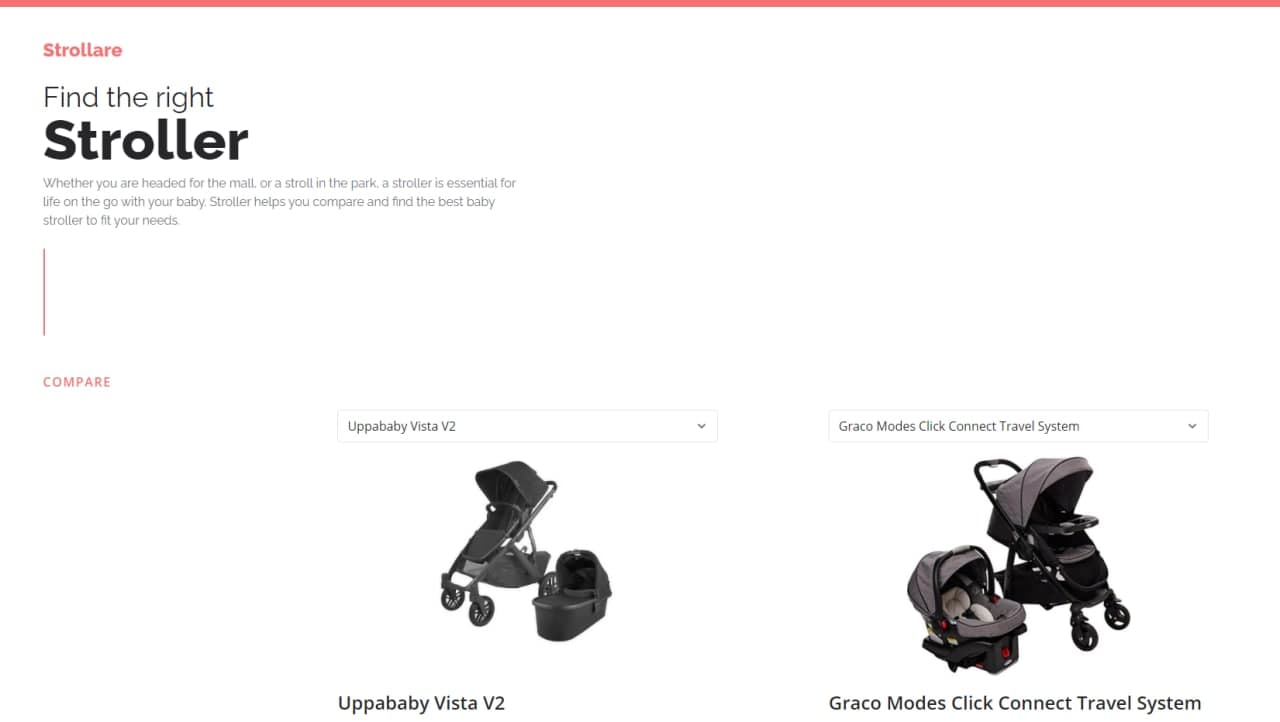 Strollare
Find the right
Stroller
Whether you are headed for the mall, or a stroll in the park, a stroller is essential for
life on the go with your baby. Stroller helps you compare and find the best baby
stroller to fit your needs.
COMPARE
Uppababy Vista V2
Graco Modes Click Connect Travel System
Uppababy Vista V2
Graco Modes Click Connect Travel System